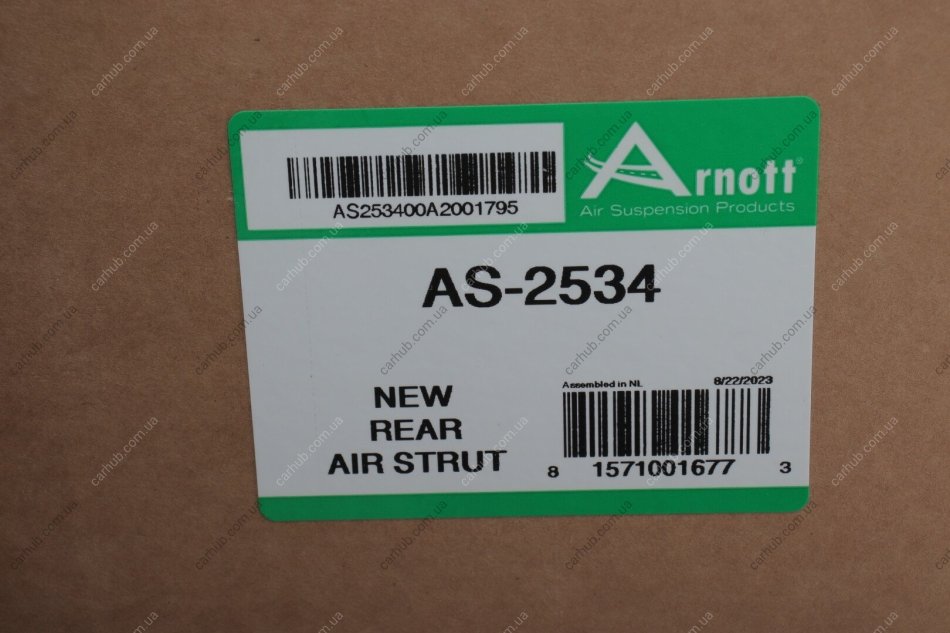 AS253400A2001795
Arnott®
Air Suspension Products
AS-2534
NEW
REAR
AIR STRUT
Assembled in NL 8/22/2023
8 1571001677 3
carhub.com.ua